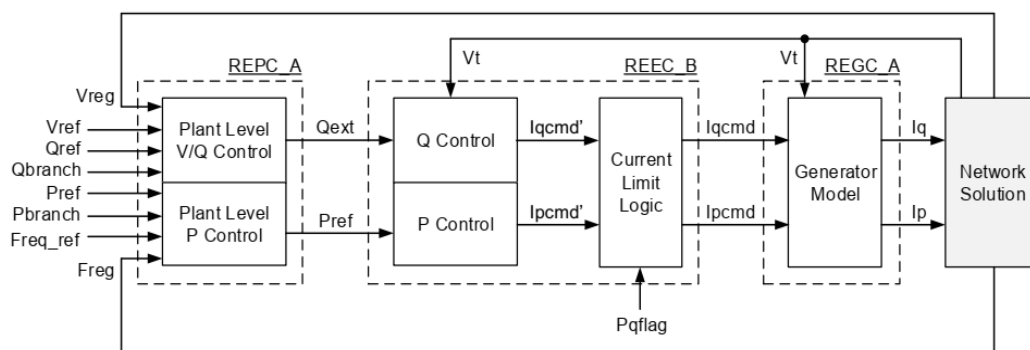 REPC_A
REEC_B
REGC_A
Vt
Vt
Vreg
Vref
Qref
Qbranch
Pref
Pbranch
Freq_ref
Freg
Plant Level
V/Q Control
Plant Level
P Control
Qext
Pref
Q Control
P Control
Iqcmd'
Ipcmd'
Current
Limit
Logic
Pqflag
Iqcmd
Ipcmd
Generator
Model
Iq
Ip
Network
Solution